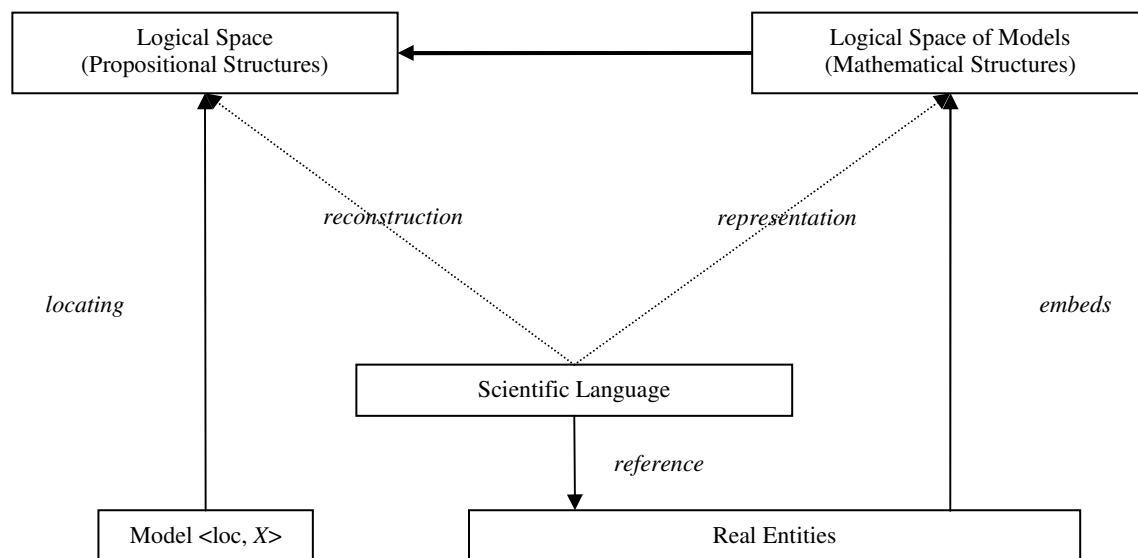 Logical Space
(Propositional Structures)
Logical Space of Models
(Mathematical Structures)
reconstruction
representation
locating
embeds
Scientific Language
reference
Model <loc, X>
Real Entities